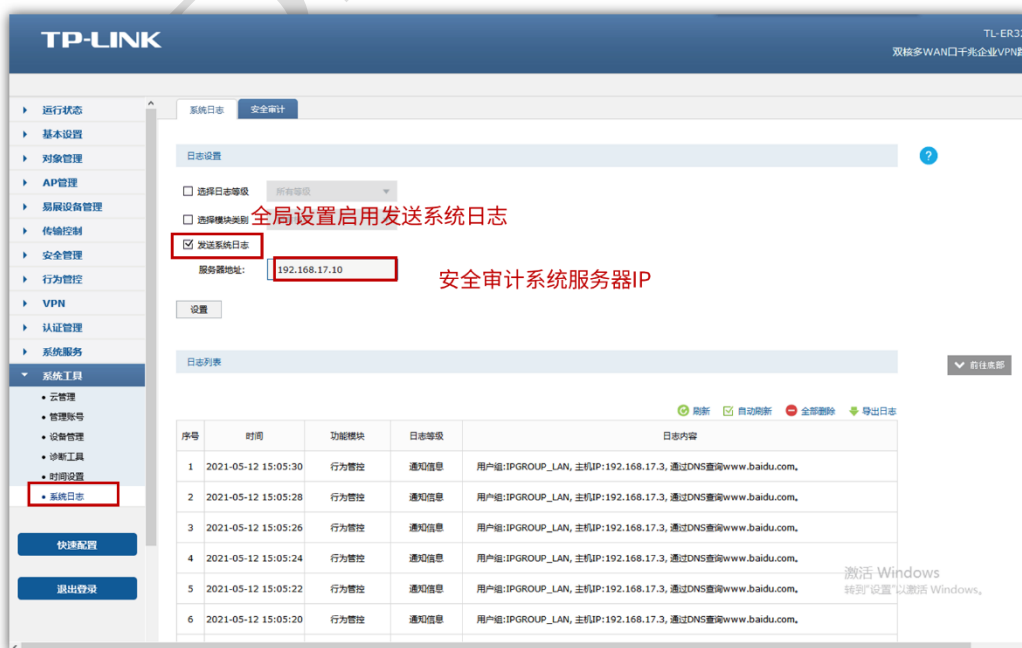 TP-LINK
TL-ER32
双核多WAN口千兆企业VPN路
运行状态
基本设置
对象管理
AP管理
易展设备管理
传输控制
安全管理
行为管控
VPN
认证管理
系统服务
系统工具
云管理
管理账号
设备管理
诊断工具
时间设置
系统日志
快速配置
退出登录
系统日志 安全审计
日志设置 ?
选择日志等级 所有等级
选择模块类别
全局设置启用发送系统日志
发送系统日志
服务器地址: 192.168.17.10
安全审计系统服务器IP
设置
日志列表
前往底部
刷新 自动刷新 全部删除 导出日志
序号 时间 功能模块 日志等级 日志内容
1 2021-05-12 15:05:30 行为管控 通知信息 用户组:IPGROUP_LAN, 主机IP:192.168.17.3, 通过DNS查询www.baidu.com。
2 2021-05-12 15:05:28 行为管控 通知信息 用户组:IPGROUP_LAN, 主机IP:192.168.17.3, 通过DNS查询www.baidu.com。
3 2021-05-12 15:05:26 行为管控 通知信息 用户组:IPGROUP_LAN, 主机IP:192.168.17.3, 通过DNS查询www.baidu.com。
4 2021-05-12 15:05:24 行为管控 通知信息 用户组:IPGROUP_LAN, 主机IP:192.168.17.3, 通过DNS查询www.baidu.com。
5 2021-05-12 15:05:22 行为管控 通知信息 用户组:IPGROUP_LAN, 主机IP:192.168.17.3, 通过DNS查询www.baidu.com。
6 2021-05-12 15:05:20 行为管控 通知信息 用户组:IPGROUP_LAN, 主机IP:192.168.17.3, 通过DNS查询www.baidu.com。
激活 Windows
转到"设置"以激活 Windows。